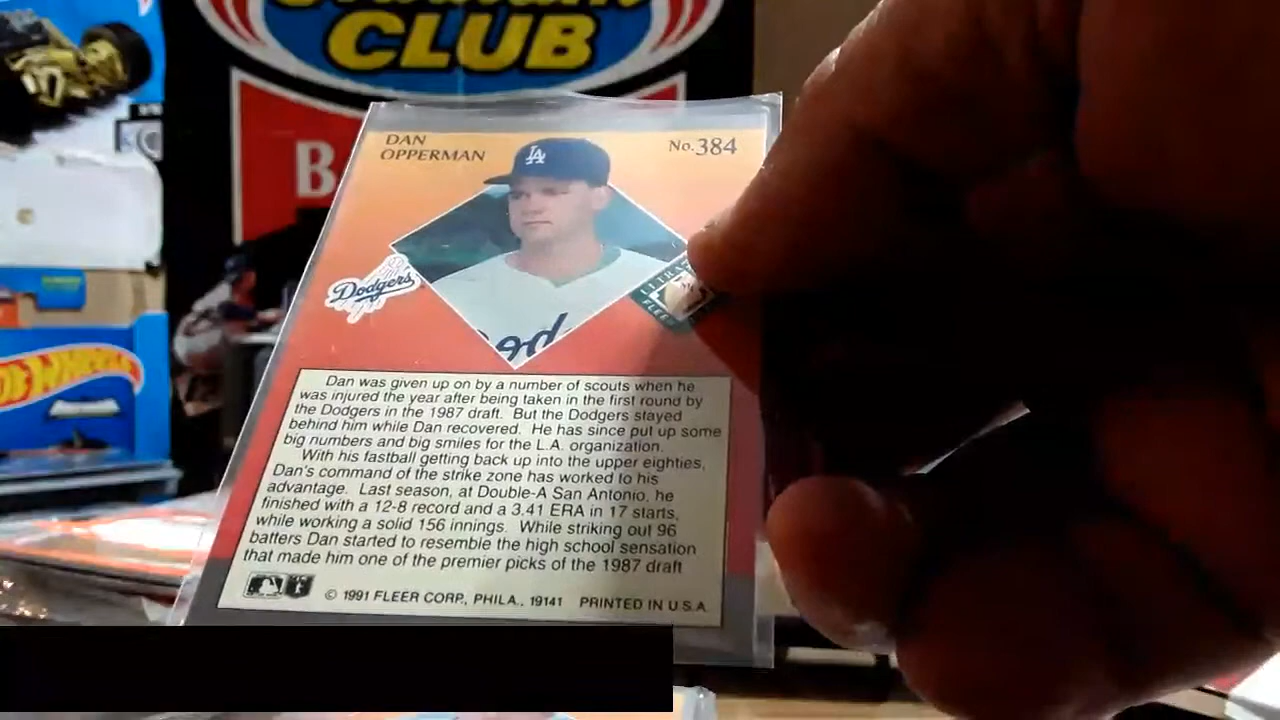 CLUB
DAN
OPPERMAN
No.384
Dodgers
ULTRA
FLEER
Dan was given up on by a number of scouts when he
was injured the year after being taken in the first round by
the Dodgers in the 1987 draft. But the Dodgers stayed
behind him while Dan recovered. He has since put up some
big numbers and big smiles for the L.A. organization.
With his fastball getting back up into the upper eighties,
Dan's command of the strike zone has worked to his
advantage. Last season, at Double-A San Antonio, he
finished with a 12-8 record and a 3.41 ERA in 17 starts,
while working a solid 156 innings. While striking out 96
batters Dan started to resemble the high school sensation
that made him one of the premier picks of the 1987 draft
© 1991 FLEER CORP., PHILA., 19141 PRINTED IN U.S.A.
LA